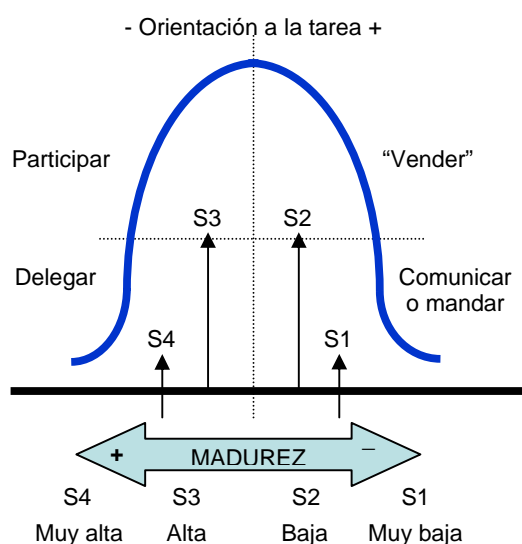 - Orientación a la tarea +
Participar
“Vender”
S3
S2
Delegar
Comunicar
o mandar
S4
S1
+ MADUREZ –
S4 S3 S2 S1
Muy alta Alta Baja Muy baja